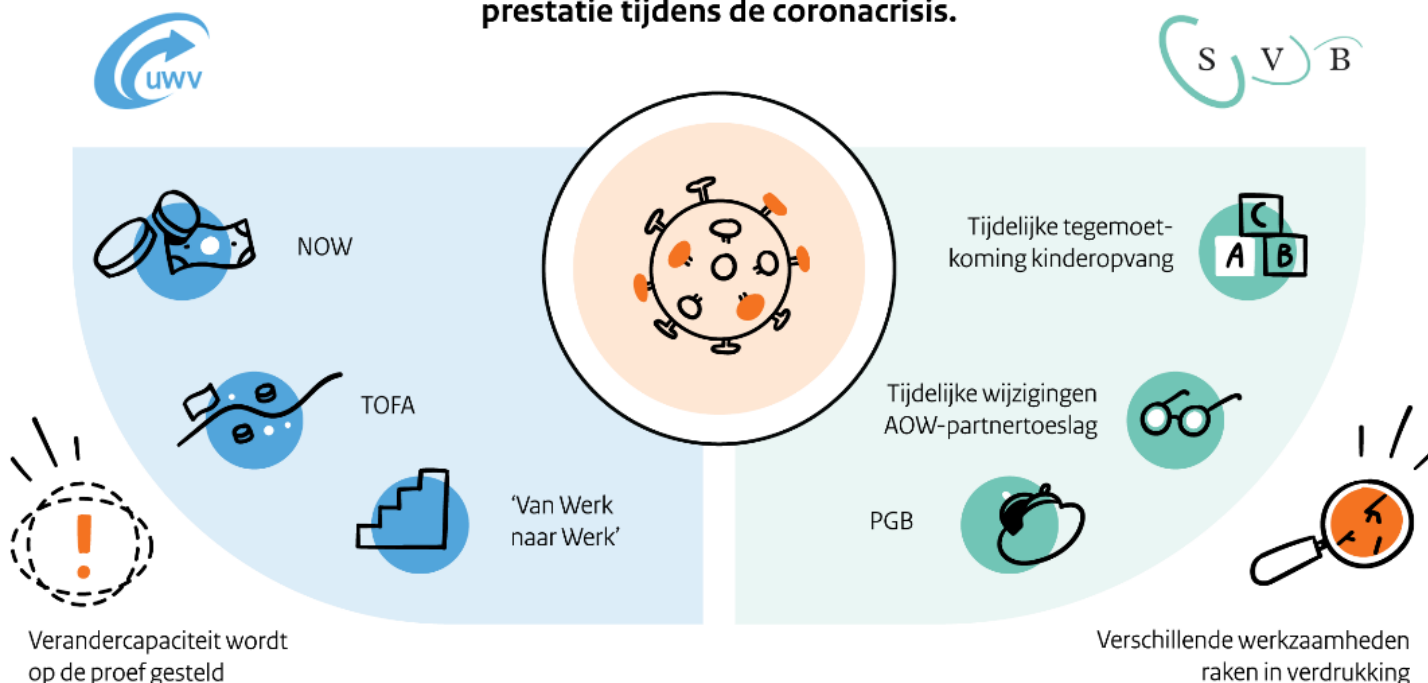 prestatie tijdens de coronacrisis.
uwv
S V B
NOW
TOFA
'Van Werk
naar Werk'
Tijdelijke tegemoet-
koming kinderopvang
C
A B
Tijdelijke wijzigingen
AOW-partnertoeslag
PGB
!
Verandercapaciteit wordt
op de proef gesteld
Verschillende werkzaamheden
raken in verdrukking